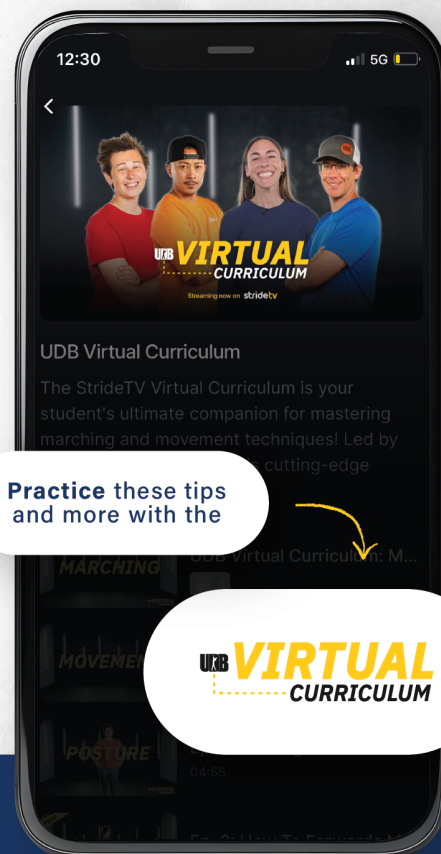 12:30
5G
UDB VIRTUAL
CURRICULUM
Streaming now on stridetv
UDB Virtual Curriculum
The StrideTV Virtual Curriculum is your
student's ultimate companion for mastering
marching and movement techniques! Led by
cutting-edge
Practice these tips
and more with the
UDB Virtual Curriculum: M...
MARCHING
UDB VIRTUAL
CURRICULUM
POSTURE
04:55